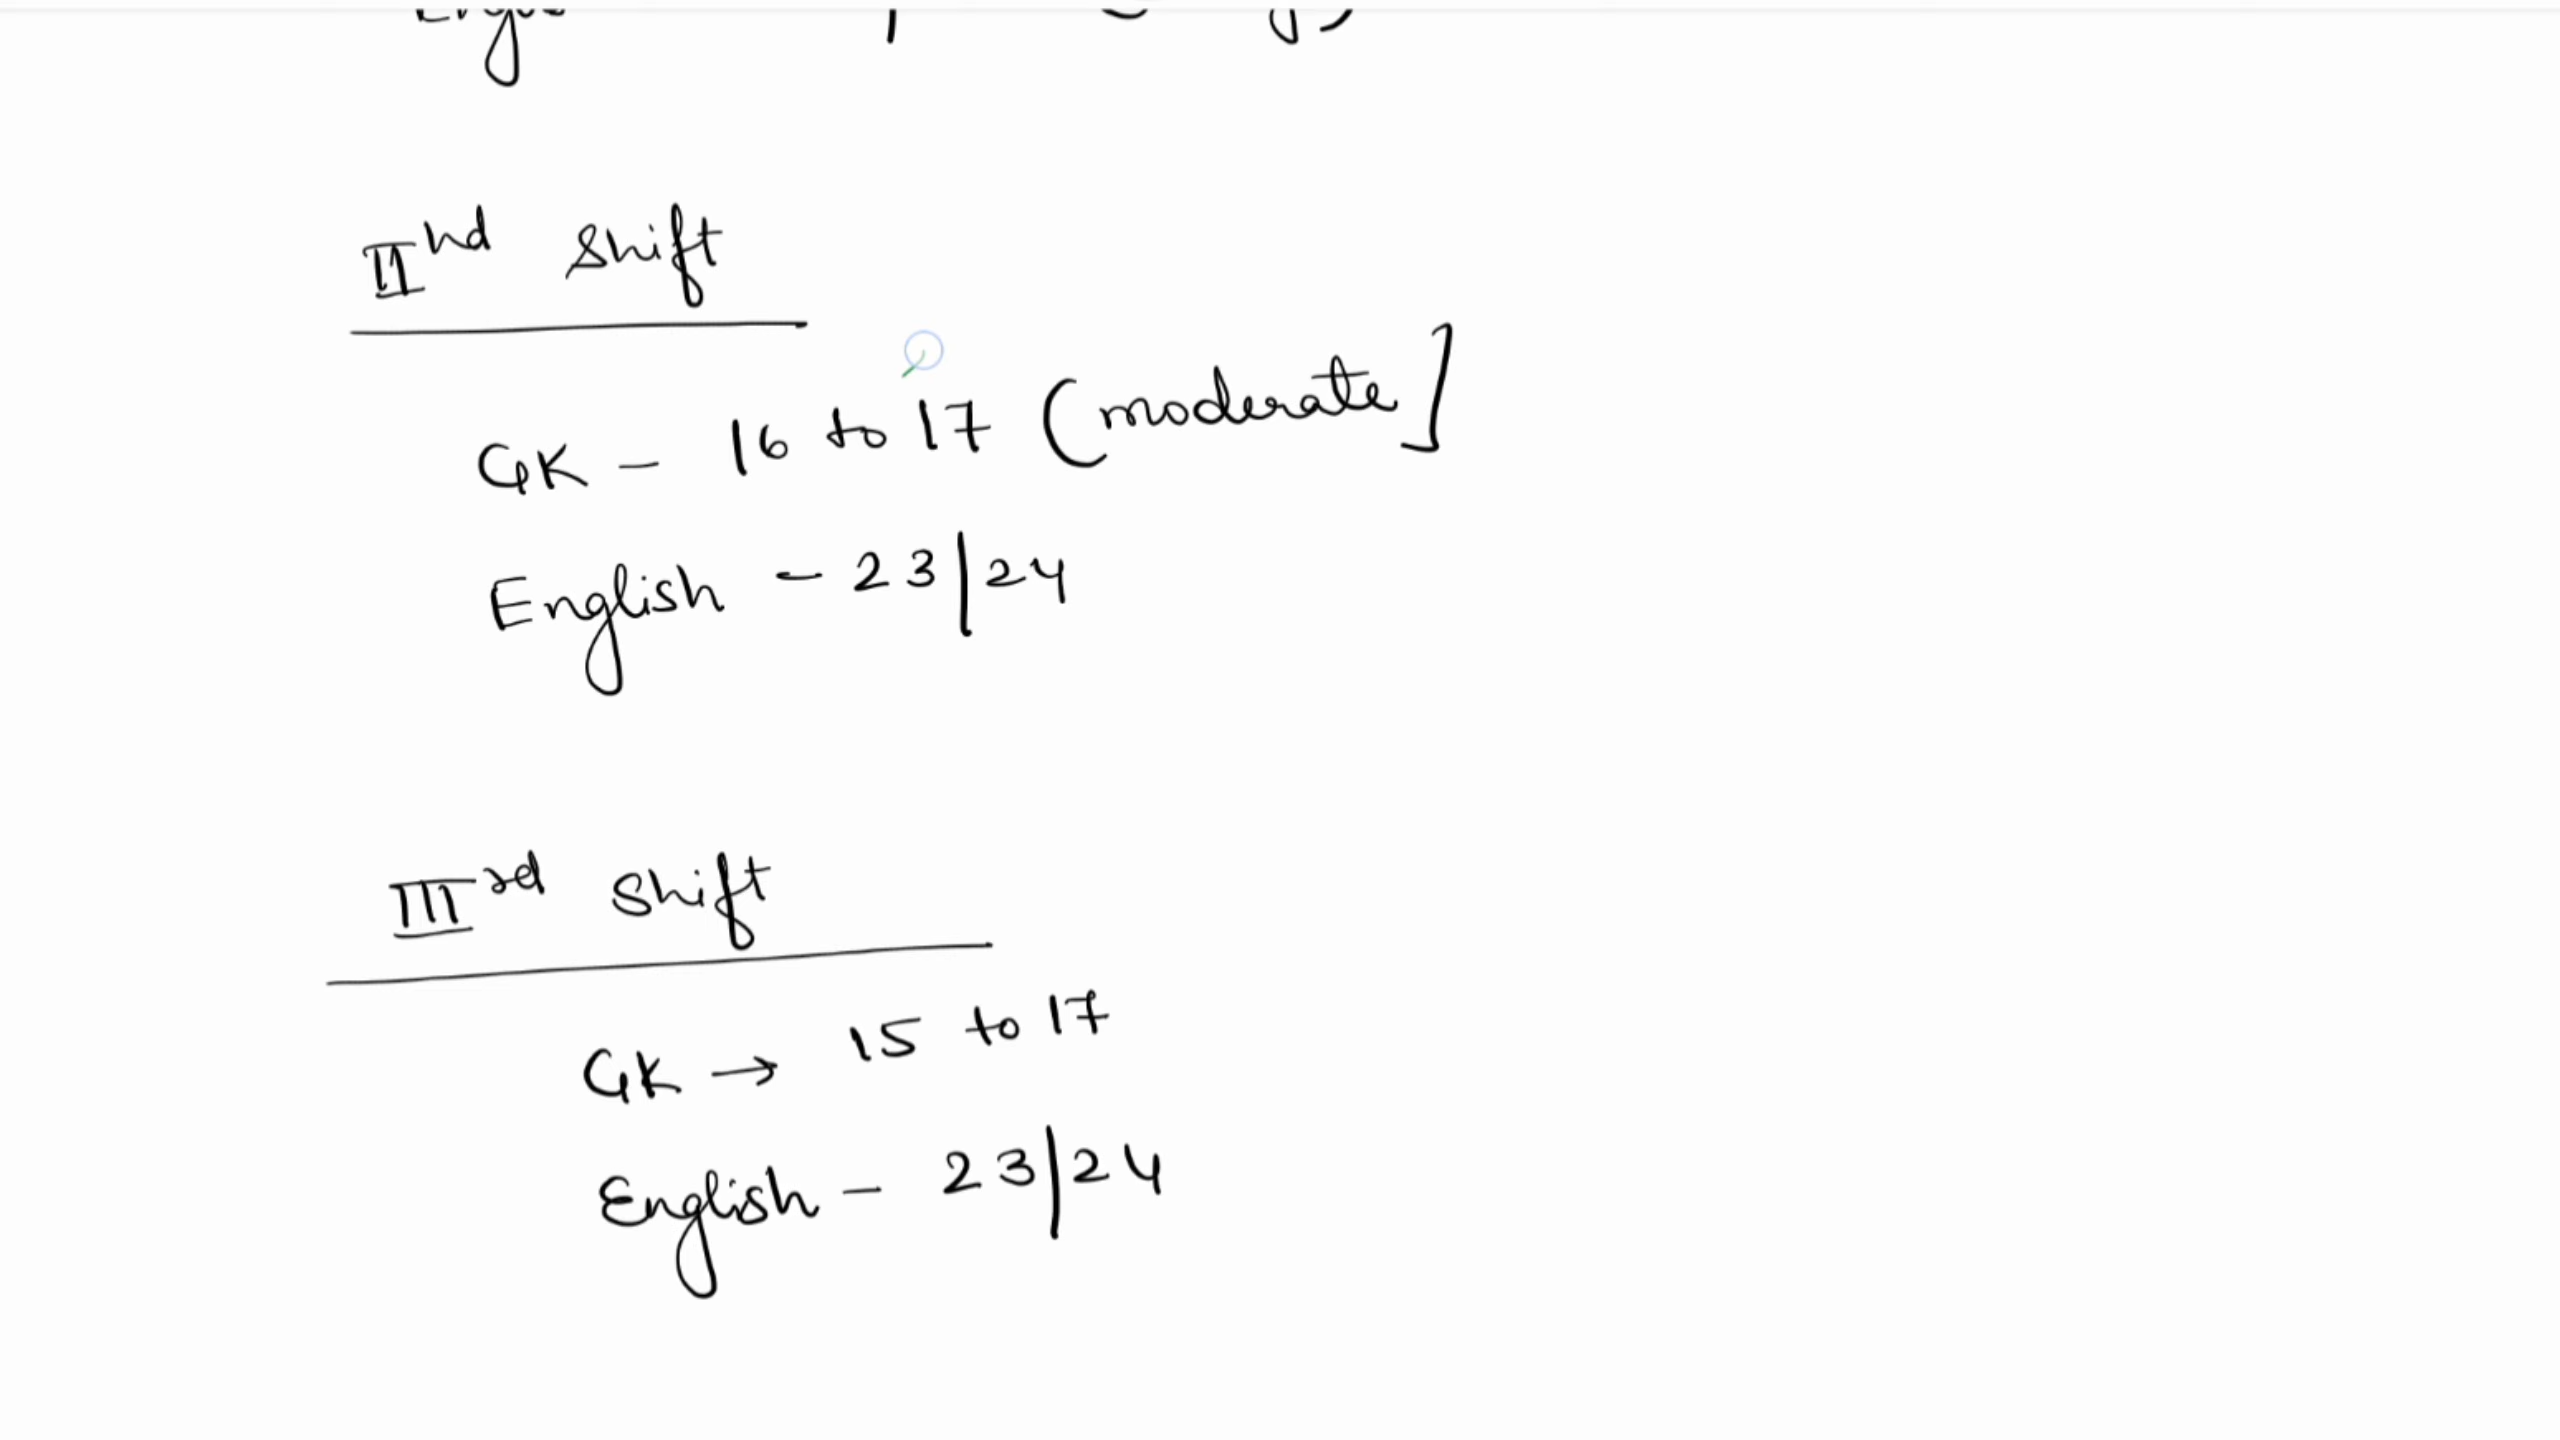 IInd Shift
GK - 16 to 17 (moderate]
English - 23|24
IIIrd Shift
GK → 15 to 17
English - 23|24